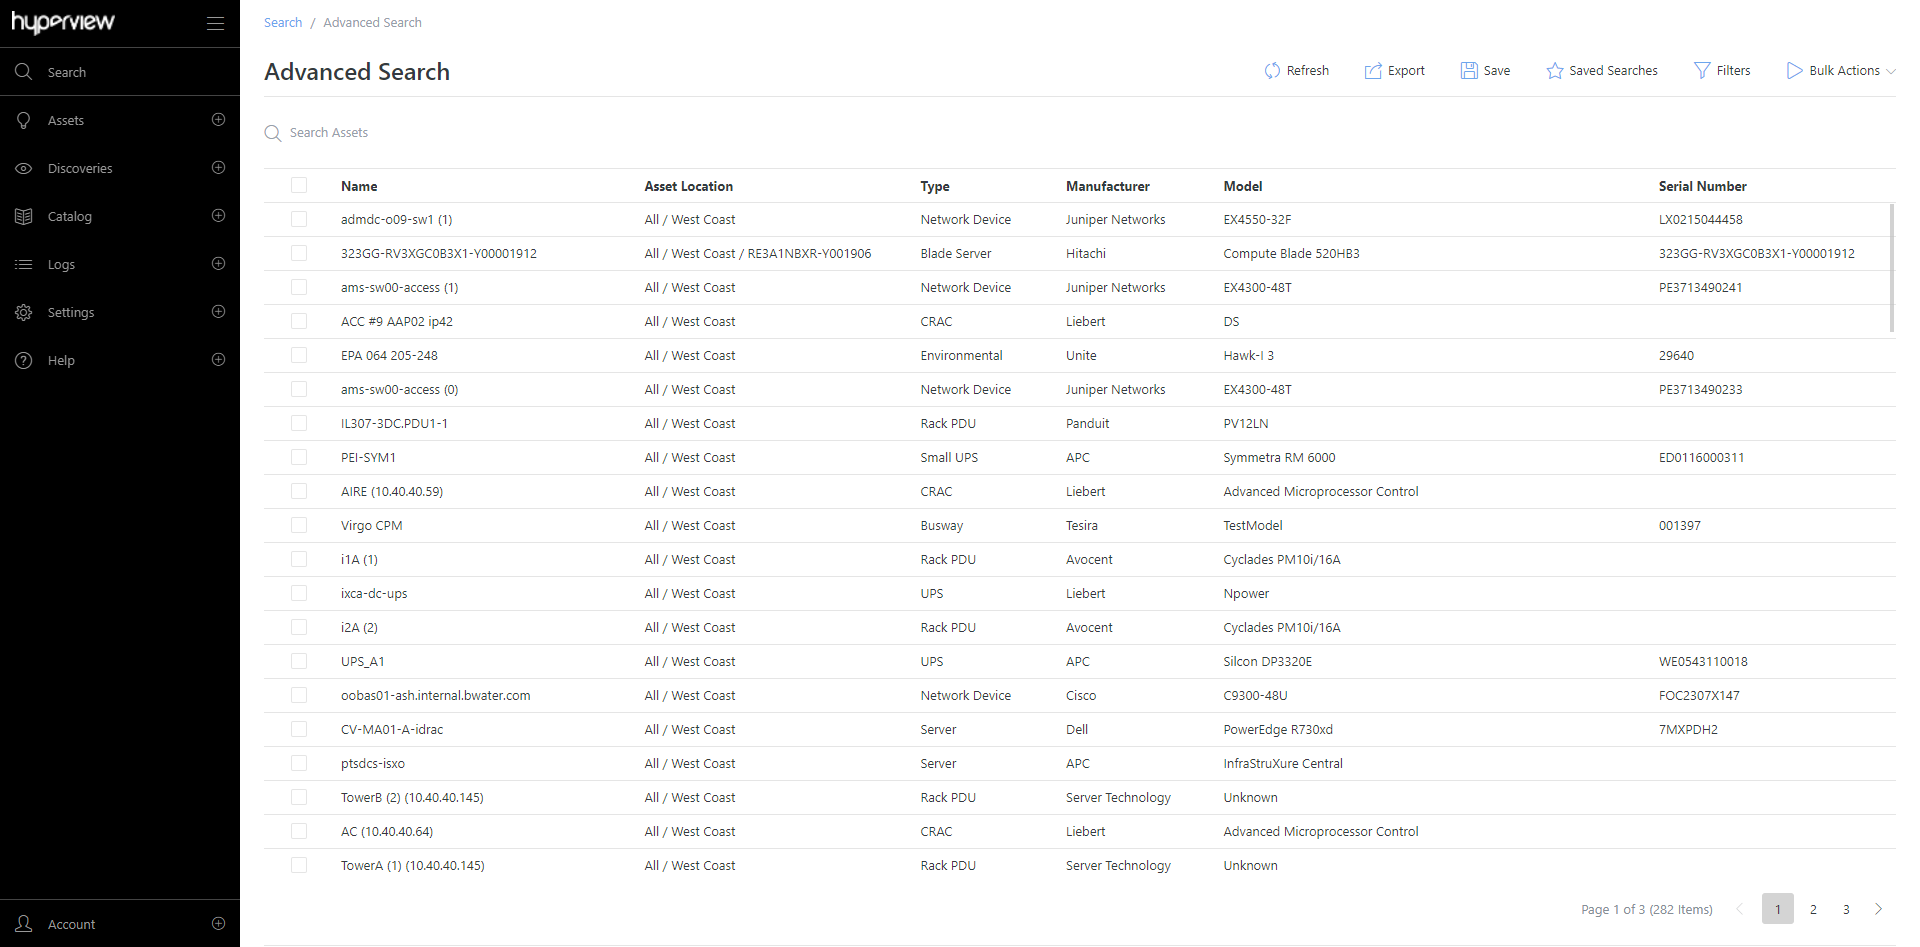 hyperview
Search
Assets
Discoveries
Catalog
Logs
Settings
Help
Account
Search / Advanced Search
Advanced Search
Refresh Export Save Saved Searches Filters Bulk Actions
Search Assets
Name Asset Location Type Manufacturer Model Serial Number
admdc-o09-sw1 (1) All / West Coast Network Device Juniper Networks EX4550-32F LX0215044458
323GG-RV3XGC0B3X1-Y00001912 All / West Coast / RE3A1NBXR-Y001906 Blade Server Hitachi Compute Blade 520HB3 323GG-RV3XGC0B3X1-Y00001912
ams-sw00-access (1) All / West Coast Network Device Juniper Networks EX4300-48T PE3713490241
ACC #9 AAP02 ip42 All / West Coast CRAC Liebert DS
EPA 064 205-248 All / West Coast Environmental Unite Hawk-I 3 29640
ams-sw00-access (0) All / West Coast Network Device Juniper Networks EX4300-48T PE3713490233
IL307-3DC.PDU1-1 All / West Coast Rack PDU Panduit PV12LN
PEI-SYM1 All / West Coast Small UPS APC Symmetra RM 6000 ED0116000311
AIRE (10.40.40.59) All / West Coast CRAC Liebert Advanced Microprocessor Control
Virgo CPM All / West Coast Busway Tesira TestModel 001397
i1A (1) All / West Coast Rack PDU Avocent Cyclades PM10i/16A
ixca-dc-ups All / West Coast UPS Liebert Npower
i2A (2) All / West Coast Rack PDU Avocent Cyclades PM10i/16A
UPS_A1 All / West Coast UPS APC Silcon DP3320E WE0543110018
oobas01-ash.internal.bwater.com All / West Coast Network Device Cisco C9300-48U FOC2307X147
CV-MA01-A-idrac All / West Coast Server Dell PowerEdge R730xd 7MXPDH2
ptsdcs-isxo All / West Coast Server APC InfraStruXure Central
TowerB (2) (10.40.40.145) All / West Coast Rack PDU Server Technology Unknown
AC (10.40.40.64) All / West Coast CRAC Liebert Advanced Microprocessor Control
TowerA (1) (10.40.40.145) All / West Coast Rack PDU Server Technology Unknown
Page 1 of 3 (282 Items) 1 2 3